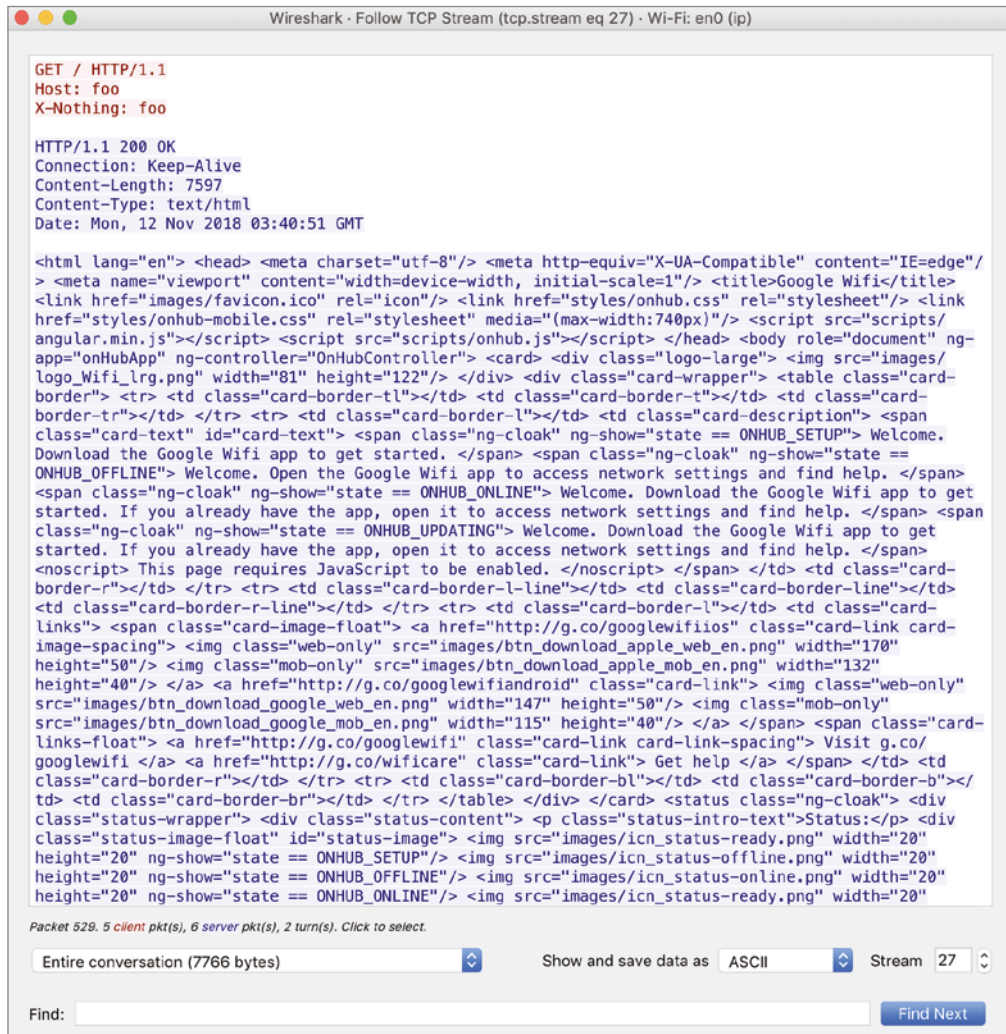 Wireshark · Follow TCP Stream (tcp.stream eq 27) · Wi-Fi: en0 (ip)
GET / HTTP/1.1
Host: foo
X-Nothing: foo
HTTP/1.1 200 OK
Connection: Keep-Alive
Content-Length: 7597
Content-Type: text/html
Date: Mon, 12 Nov 2018 03:40:51 GMT
<html lang="en"> <head> <meta charset="utf-8"/> <meta http-equiv="X-UA-Compatible" content="IE=edge"/
> <meta name="viewport" content="width=device-width, initial-scale=1"/> <title>Google Wifi</title>
<link href="images/favicon.ico" rel="icon"/> <link href="styles/onhub.css" rel="stylesheet"/> <link
href="styles/onhub-mobile.css" rel="stylesheet" media="(max-width:740px)"/> <script src="scripts/
angular.min.js"></script> <script src="scripts/onhub.js"></script> </head> <body role="document" ng-
app="onHubApp" ng-controller="OnHubController"> <card> <div class="logo-large"> <img src="images/
logo_Wifi_lrg.png" width="81" height="122"/> </div> <div class="card-wrapper"> <table class="card-
border"> <tr> <td class="card-border-tl"></td> <td class="card-border-t"></td> <td class="card-
border-tr"></td> </tr> <tr> <td class="card-border-l"></td> <td class="card-description"> <span
class="card-text" id="card-text"> <span class="ng-cloak" ng-show="state == ONHUB_SETUP"> Welcome.
Download the Google Wifi app to get started. </span> <span class="ng-cloak" ng-show="state ==
ONHUB_OFFLINE"> Welcome. Open the Google Wifi app to access network settings and find help. </span>
<span class="ng-cloak" ng-show="state == ONHUB_ONLINE"> Welcome. Download the Google Wifi app to get
started. If you already have the app, open it to access network settings and find help. </span> <span
class="ng-cloak" ng-show="state == ONHUB_UPDATING"> Welcome. Download the Google Wifi app to get
started. If you already have the app, open it to access network settings and find help. </span>
<noscript> This page requires JavaScript to be enabled. </noscript> </span> </td> <td class="card-
border-r"></td> </tr> <tr> <td class="card-border-l-line"></td> <td class="card-border-line"></td>
<td class="card-border-r-line"></td> </tr> <tr> <td class="card-border-l"></td> <td class="card-
links"> <span class="card-image-float"> <a href="http://g.co/googlewifiios" class="card-link card-
image-spacing"> <img class="web-only" src="images/btn_download_apple_web_en.png" width="170"
height="50"/> <img class="mob-only" src="images/btn_download_apple_mob_en.png" width="132"
height="40"/> </a> <a href="http://g.co/googlewifiandroid" class="card-link"> <img class="web-only"
src="images/btn_download_google_web_en.png" width="147" height="50"/> <img class="mob-only"
src="images/btn_download_google_mob_en.png" width="115" height="40"/> </a> </span> <span class="card-
links-float"> <a href="http://g.co/googlewifi" class="card-link card-link-spacing"> Visit g.co/
googlewifi </a> <a href="http://g.co/wificare" class="card-link"> Get help </a> </span> </td> <td
class="card-border-r"></td> </tr> <tr> <td class="card-border-bl"></td> <td class="card-border-b"></
td> <td class="card-border-br"></td> </tr> </table> </div> </card> <status class="ng-cloak"> <div
class="status-wrapper"> <div class="status-content"> <p class="status-intro-text">Status:</p> <div
class="status-image-float" id="status-image"> <img src="images/icn_status-ready.png" width="20"
height="20" ng-show="state == ONHUB_SETUP"/> <img src="images/icn_status-offline.png" width="20"
height="20" ng-show="state == ONHUB_OFFLINE"/> <img src="images/icn_status-online.png" width="20"
height="20" ng-show="state == ONHUB_ONLINE"/> <img src="images/icn_status-ready.png" width="20"
Packet 529. 5 client pkt(s), 6 server pkt(s), 2 turn(s). Click to select.
Entire conversation (7766 bytes) Show and save data as ASCII Stream 27
Find: Find Next